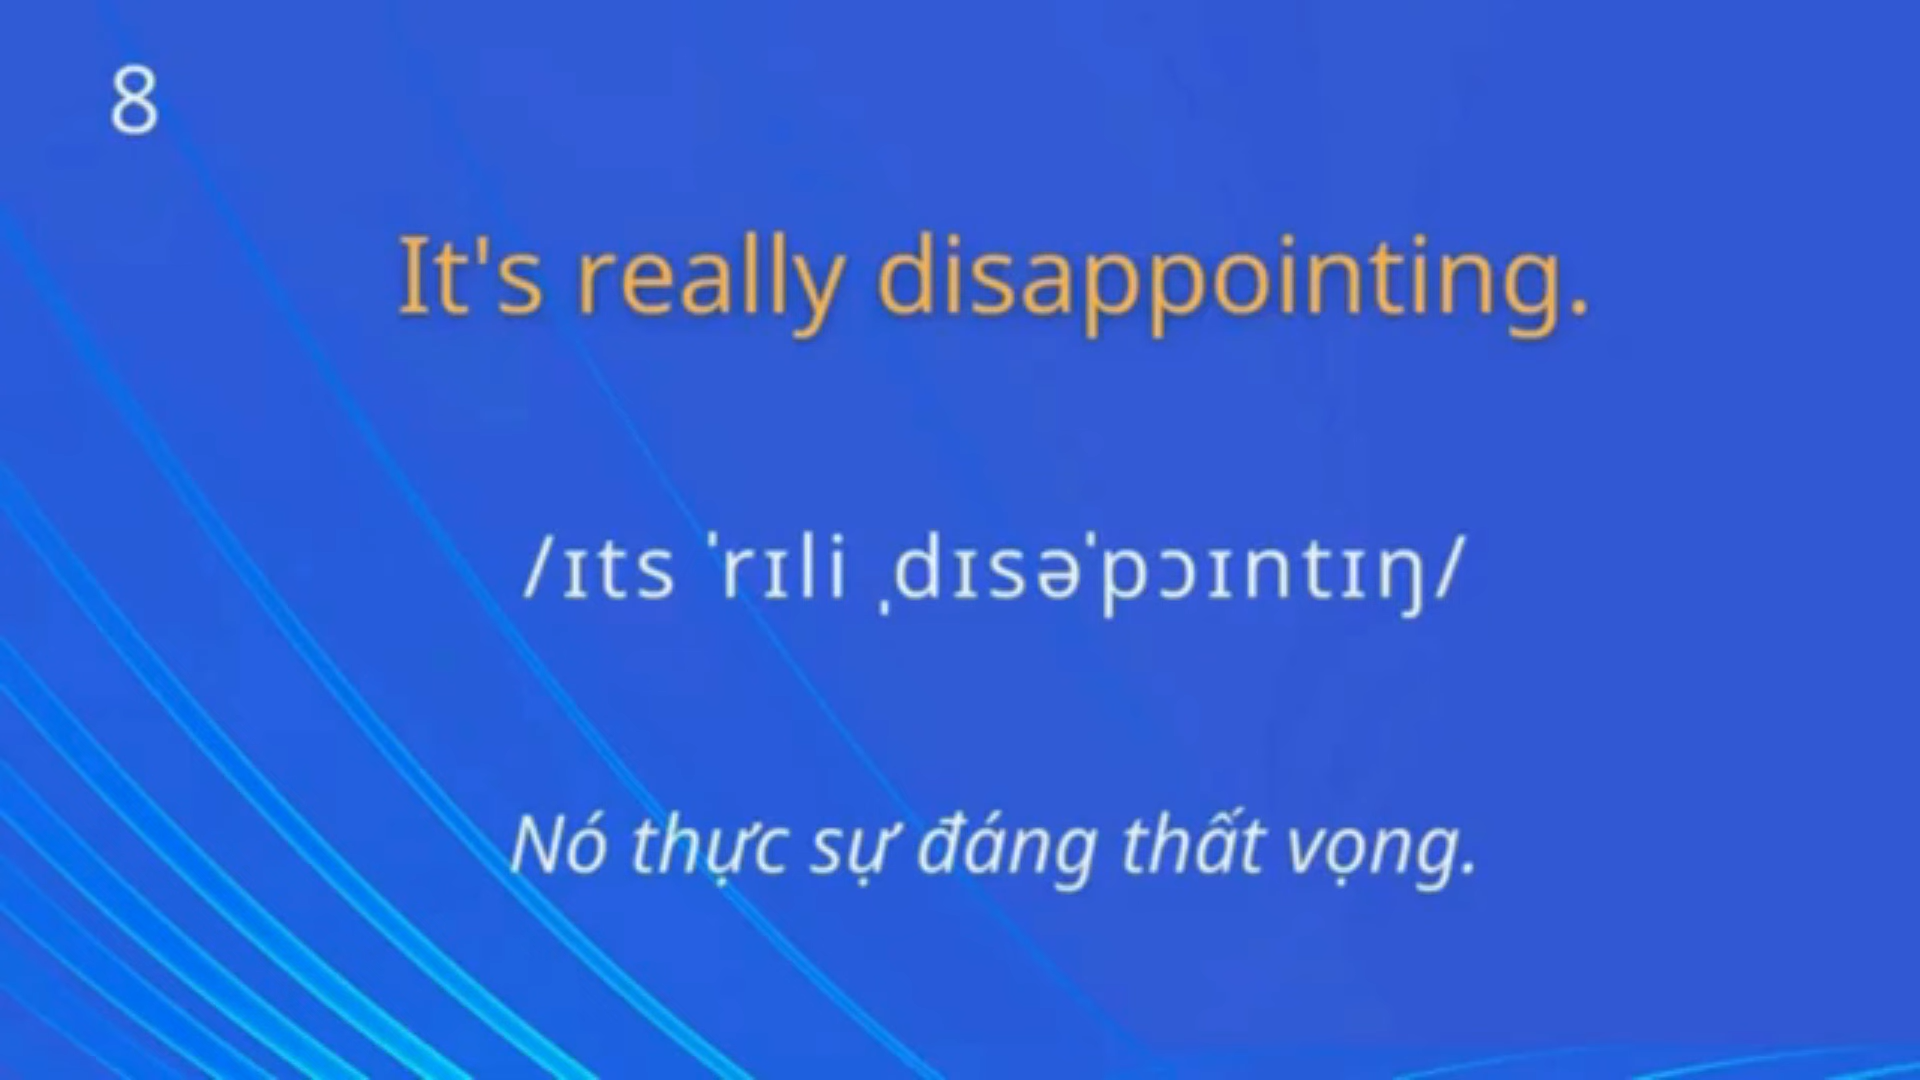 8
It's really disappointing.
/ɪts ˈrɪli ˌdɪsəˈpɔɪntɪŋ/
Nó thực sự đáng thất vọng.